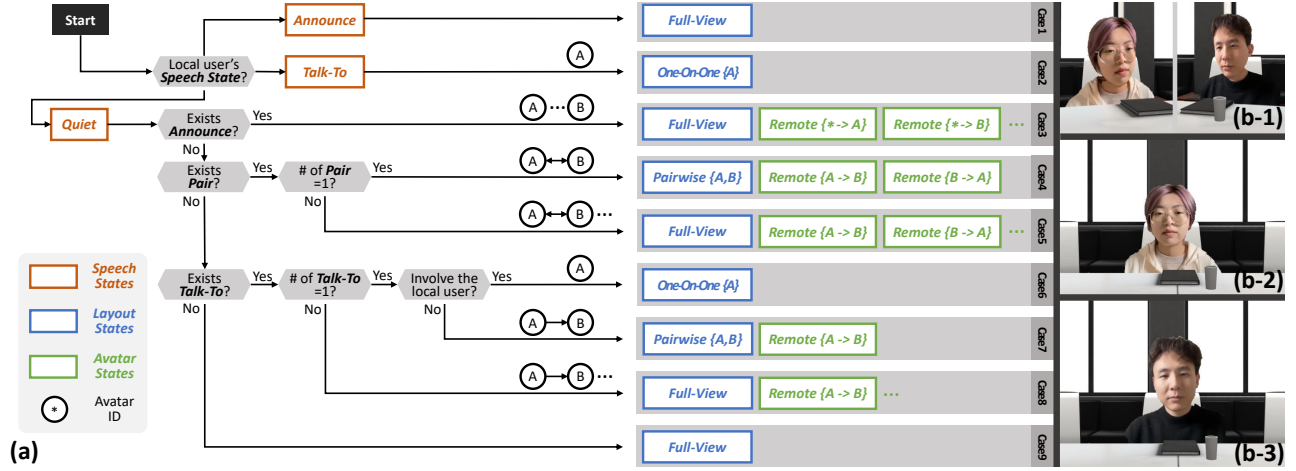 Start
Announce
Full-View
Case1
Local user's
Speech State?
Talk-To
A
One-On-One {A}
Case2
Quiet
Exists
Announce?
Yes
A ... B
Full-View
Remote {* -> A}
Remote {* -> B}
...
Case3
No
Exists
Pair?
Yes
# of Pair
=1?
Yes
A B
Pairwise {A,B}
Remote {A -> B}
Remote {B -> A}
Case4
No
No
A B ...
Full-View
Remote {A -> B}
Remote {B -> A}
...
Case5
Exists
Talk-To?
Yes
# of Talk-To
=1?
Yes
Involve the
local user?
Yes
A
One-On-One {A}
Case6
No
No
No
A B
Pairwise {A,B}
Remote {A -> B}
Case7
A B ...
Full-View
Remote {A -> B}
...
Case8
Full-View
Case9
Speech
States
Layout
States
Avatar
States
*
Avatar
ID
(a)
(b-1)
(b-2)
(b-3)